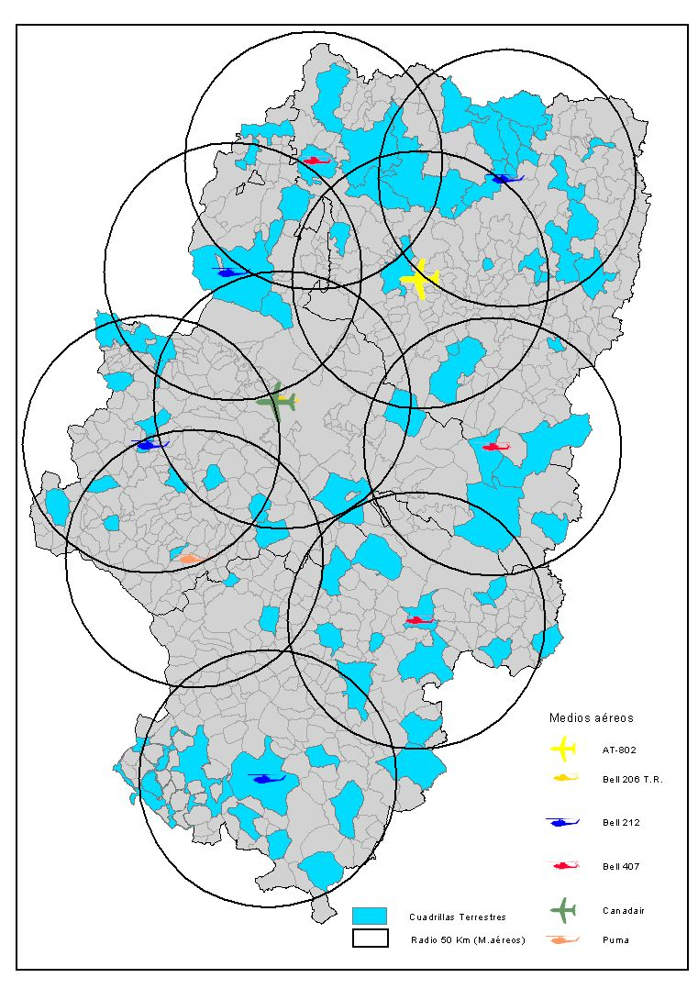 Medios aéreos
AT-802
Bell 206 T.R.
Bell 212
Bell 407
Canadair
Puma
Cuadrillas Terrestres
Radio 50 Km (M.aéreos)